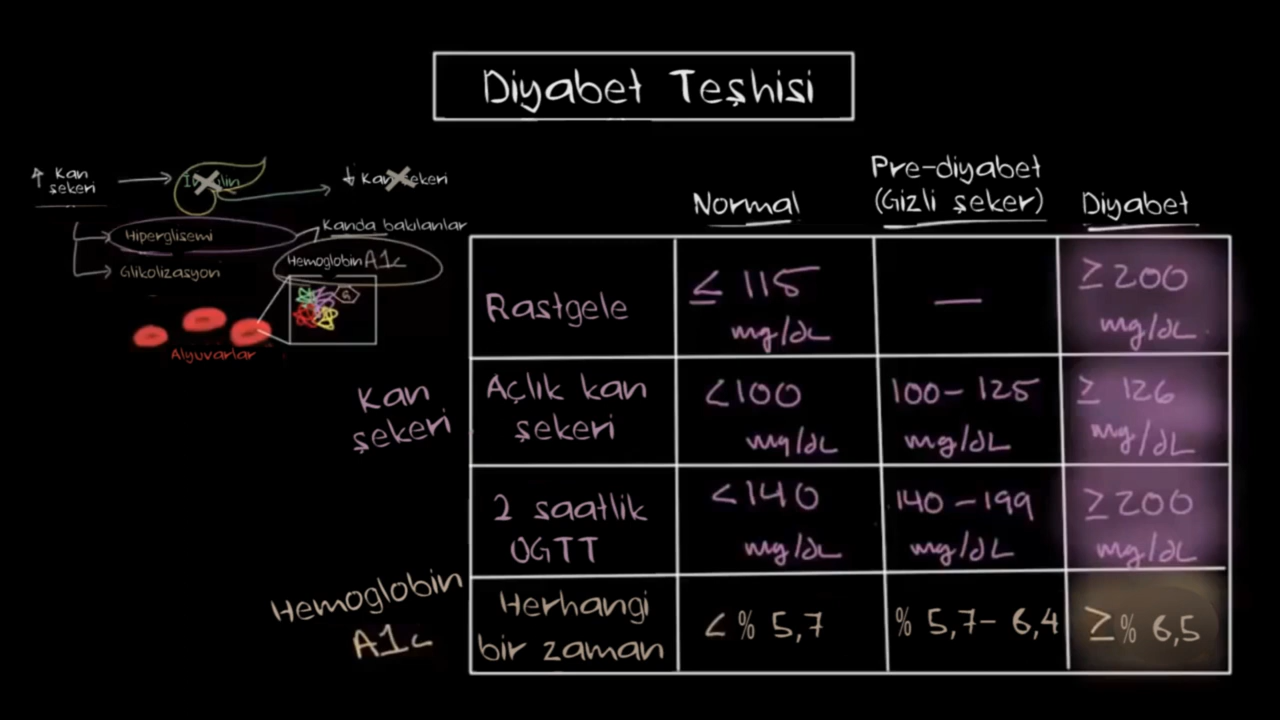 Diyabet Teşhisi
↑ Kan şekeri
↓ Kan şekeri
Hiperglisemi
Glikolizasyon
Kanda bakılanlar
Hemoglobin A1c
G
Alyuvarlar
Normal
Pre-diyabet
(Gizli şeker)
Diyabet
Kan
şekeri
Rastgele
≤ 115
mg/dL
—
≥ 200
mg/dL
Açlık kan
şekeri
<100
mg/dL
100-125
mg/dL
≥ 126
mg/dL
2 saatlik
OGTT
<140
mg/dL
140-199
mg/dL
≥200
mg/dL
Hemoglobin
A1c
Herhangi
bir zaman
< % 5,7
% 5,7- 6,4
≥ % 6,5